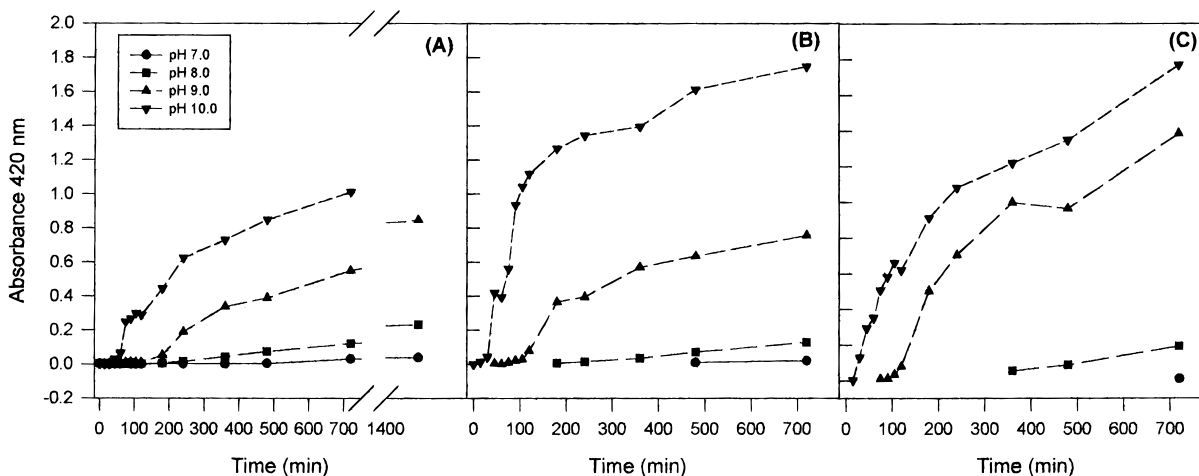 2.0
1.8
1.6
1.4
1.2
1.0
0.8
0.6
0.4
0.2
0.0
-0.2
Absorbance 420 nm
pH 7.0
pH 8.0
pH 9.0
pH 10.0
(A)
(B)
(C)
0 100 200 300 400 500 600 700 1400
0 100 200 300 400 500 600 700
0 100 200 300 400 500 600 700
Time (min)
Time (min)
Time (min)